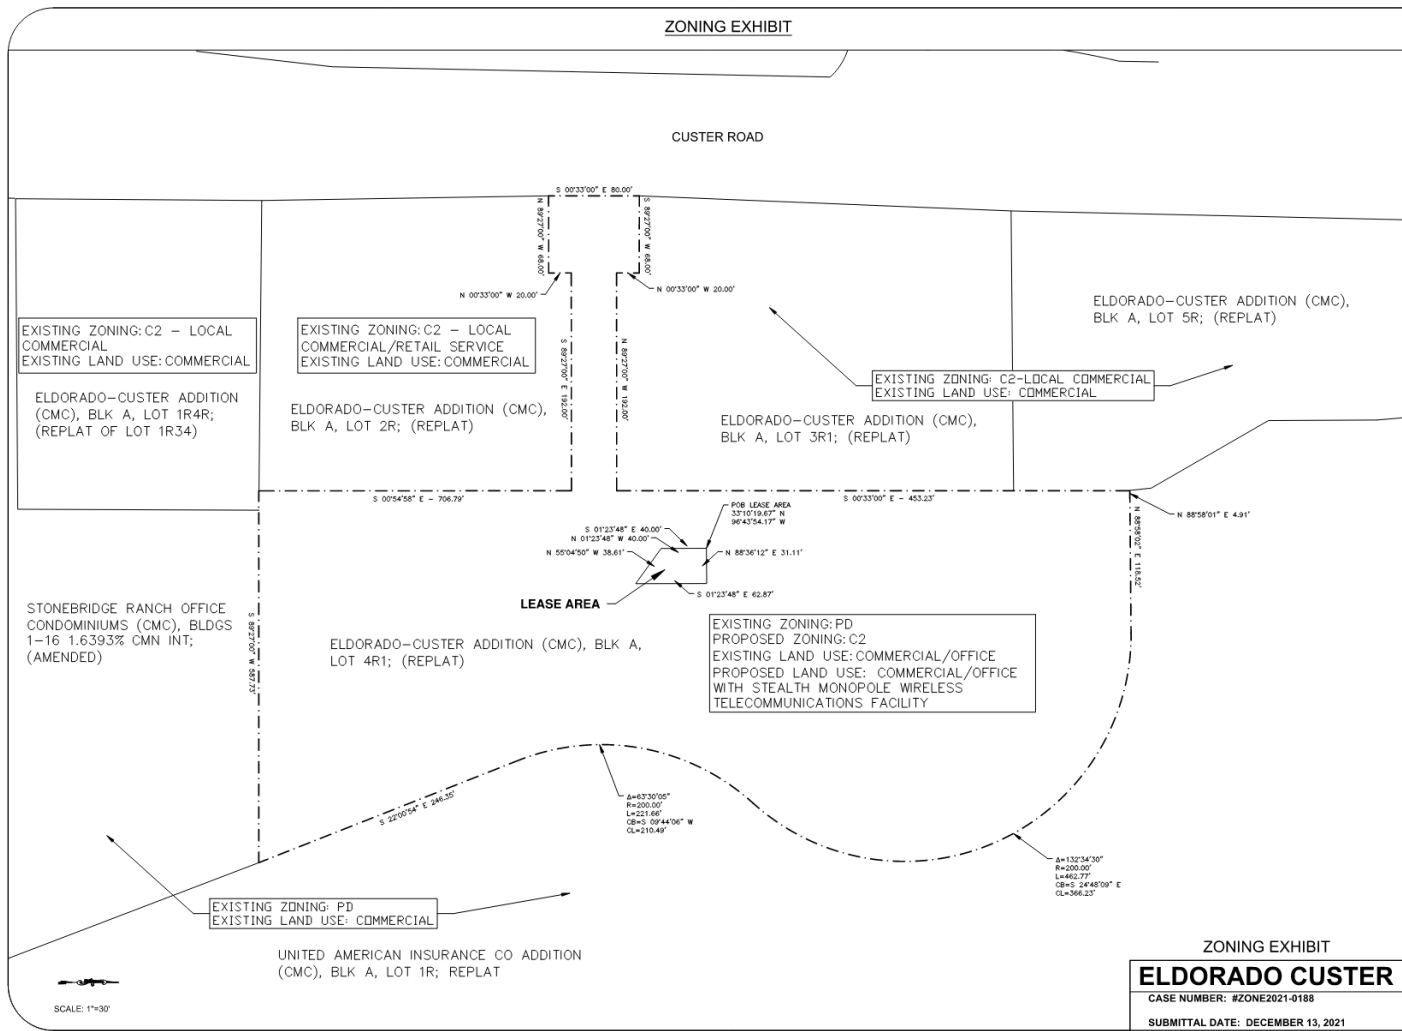 ZONING EXHIBIT
CUSTER ROAD
S 00°33'00" E 80.00'
N 89°27'00" W 68.00'
S 89°27'00" W 68.00'
N 00°33'00" W 20.00'
N 00°33'00" W 20.00'
EXISTING ZONING: C2 – LOCAL
COMMERCIAL
EXISTING LAND USE: COMMERCIAL
ELDORADO–CUSTER ADDITION
(CMC), BLK A, LOT 1R4R;
(REPLAT OF LOT 1R34)
EXISTING ZONING: C2 – LOCAL
COMMERCIAL/RETAIL SERVICE
EXISTING LAND USE: COMMERCIAL
ELDORADO–CUSTER ADDITION (CMC),
BLK A, LOT 2R; (REPLAT)
S 89°27'00" E 192.00'
N 89°27'00" W 192.00'
ELDORADO–CUSTER ADDITION (CMC),
BLK A, LOT 5R; (REPLAT)
EXISTING ZONING: C2-LOCAL COMMERCIAL
EXISTING LAND USE: COMMERCIAL
ELDORADO–CUSTER ADDITION (CMC),
BLK A, LOT 3R1; (REPLAT)
S 00°54'58" E – 706.79'
S 00°33'00" E – 453.23'
N 88°58'01" E 4.91'
N 88°58'02" E 118.52'
POB LEASE AREA
33°10'19.67" N
96°43'54.17" W
S 01°23'48" E 40.00'
N 01°23'48" W 40.00'
N 55°04'50" W 38.61'
N 88°36'12" E 31.11'
S 01°23'48" E 62.87'
LEASE AREA
STONEBRIDGE RANCH OFFICE
CONDOMINIUMS (CMC), BLDGS
1–16 1.6393% CMN INT;
(AMENDED)
S 89°27'00" W 587.73'
ELDORADO–CUSTER ADDITION (CMC), BLK A,
LOT 4R1; (REPLAT)
EXISTING ZONING: PD
PROPOSED ZONING: C2
EXISTING LAND USE: COMMERCIAL/OFFICE
PROPOSED LAND USE: COMMERCIAL/OFFICE
WITH STEALTH MONOPOLE WIRELESS
TELECOMMUNICATIONS FACILITY
S 22°00'54" E 246.35'
Δ=63°30'05"
R=200.00'
L=221.66'
CB=S 09°44'06" W
CL=210.49'
Δ=132°34'30"
R=200.00'
L=462.77'
CB=S 24°48'09" E
CL=366.23'
EXISTING ZONING: PD
EXISTING LAND USE: COMMERCIAL
UNITED AMERICAN INSURANCE CO ADDITION
(CMC), BLK A, LOT 1R; REPLAT
SCALE: 1"=30'
ZONING EXHIBIT
ELDORADO CUSTER
CASE NUMBER: #ZONE2021-0188
SUBMITTAL DATE: DECEMBER 13, 2021